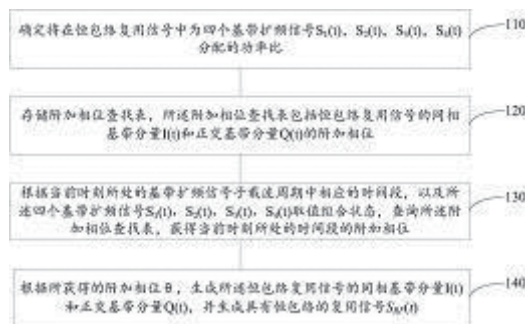 确定将在恒包络复用信号中为四个基带扩频信号S₁(t)、S₂(t)、S₃(t)、S₄(t)
分配的功率比
110
存储附加相位查找表，所述附加相位查找表包括恒包络复用信号的同相
基带分量I(t)和正交基带分量Q(t)的附加相位
120
根据当前时刻所处的基带扩频信号子载波周期中相应的时间段，以及所
述四个基带扩频信号S₁(t)，S₂(t)，S₃(t)，S₄(t)取值组合状态，查询所述附
加相位查找表，获得当前时刻所处的时间段的附加相位
130
根据所获得的附加相位θ，生成所述恒包络复用信号的同相基带分量I(t)
和正交基带分量Q(t)，并生成具有恒包络的复用信号S_RF(t)
140